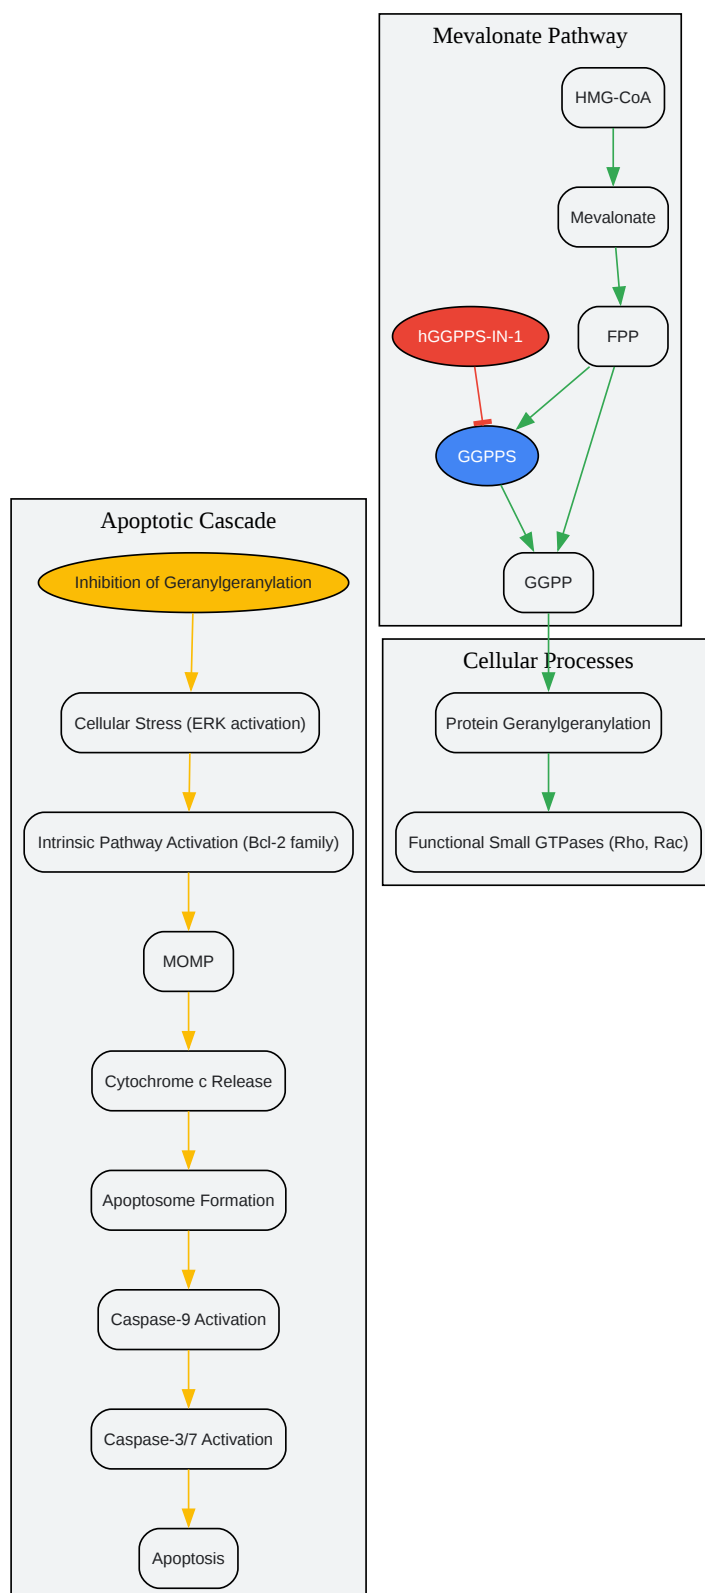 Mevalonate Pathway
HMG-CoA
Mevalonate
hGGPPS-IN-1
FPP
GGPPS
GGPP
Apoptotic Cascade
Inhibition of Geranylgeranylation
Cellular Stress (ERK activation)
Intrinsic Pathway Activation (Bcl-2 family)
MOMP
Cytochrome c Release
Apoptosome Formation
Caspase-9 Activation
Caspase-3/7 Activation
Apoptosis
Cellular Processes
Protein Geranylgeranylation
Functional Small GTPases (Rho, Rac)